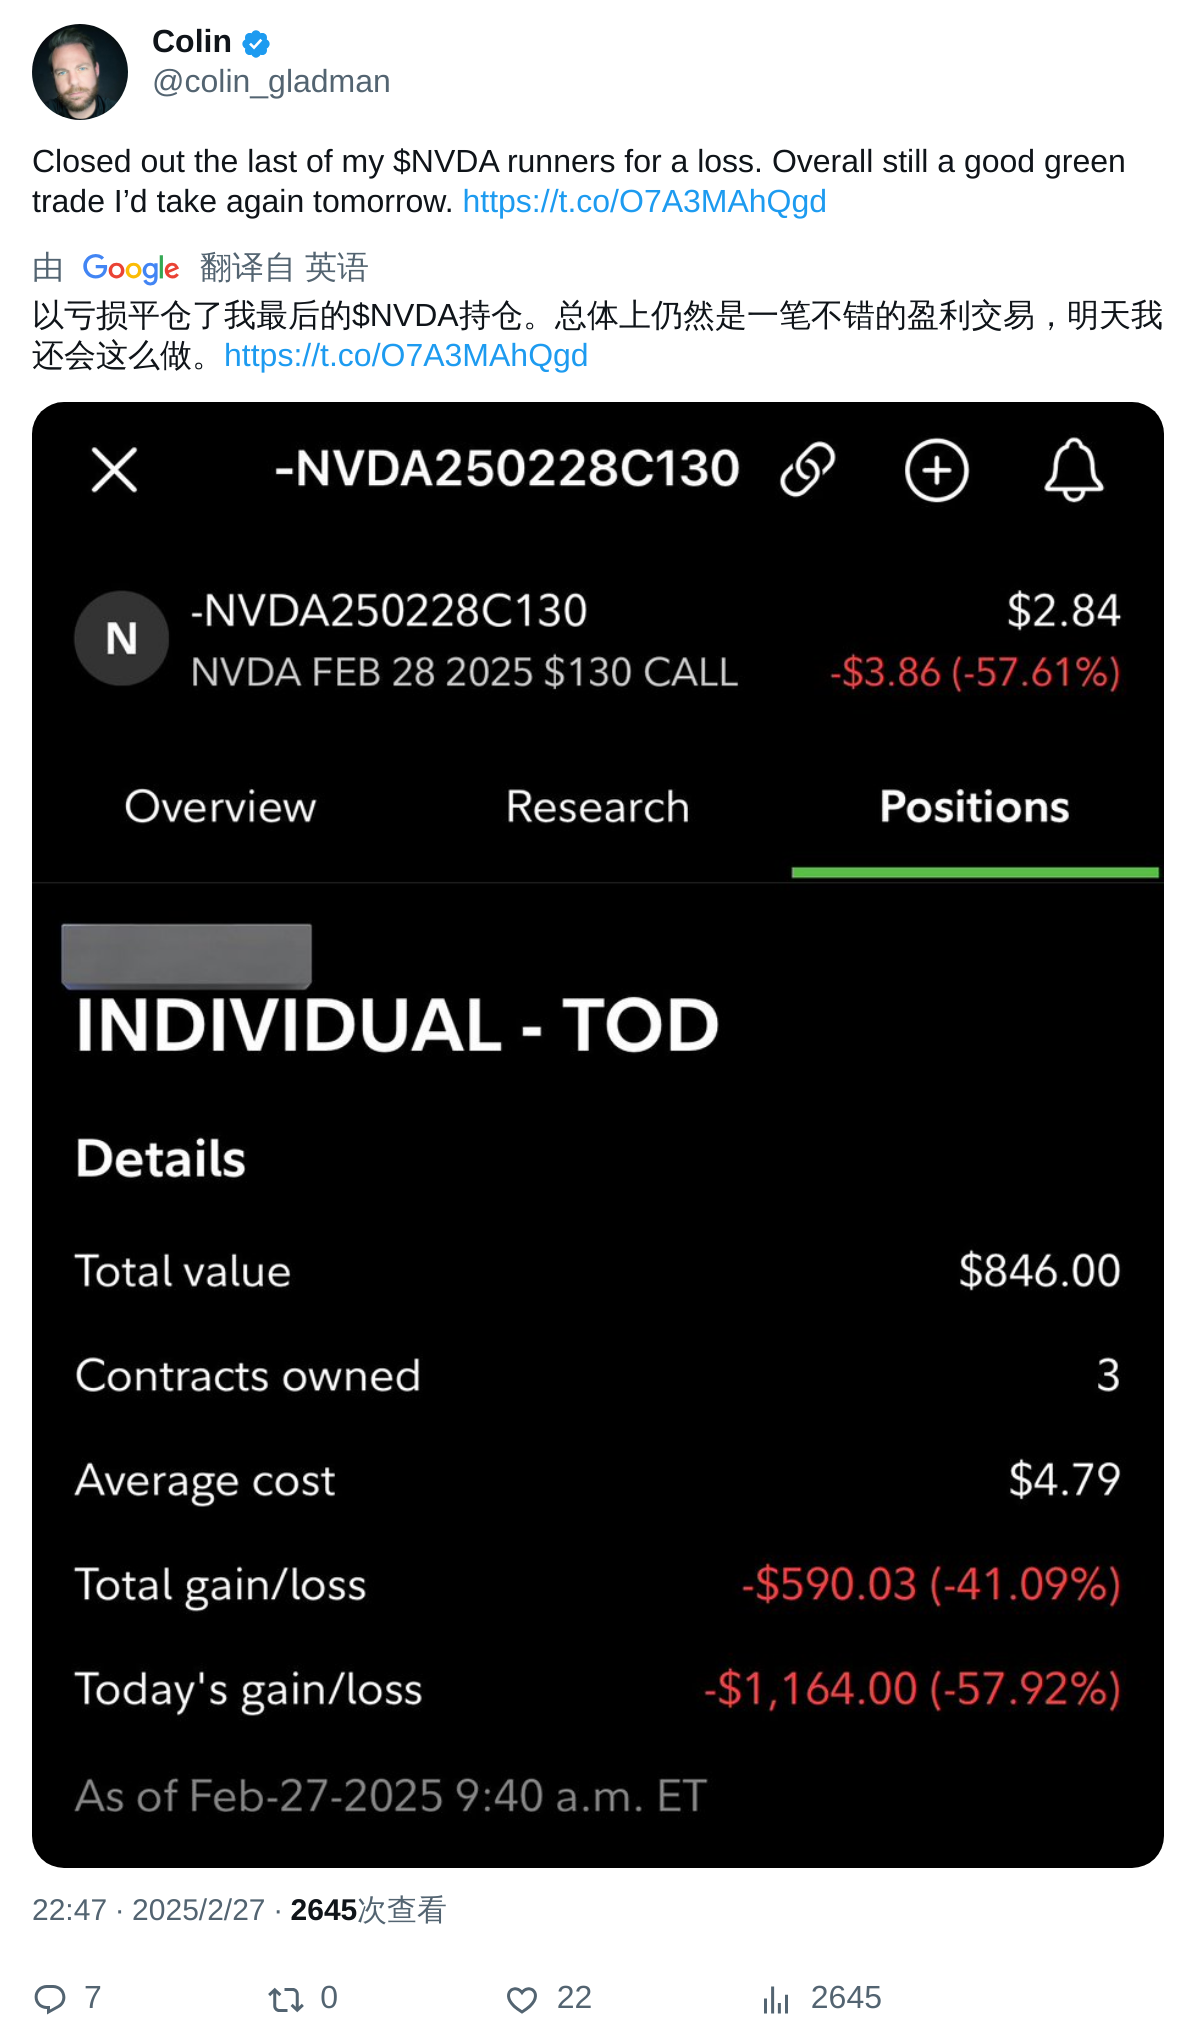 Colin
@colin_gladman
Closed out the last of my $NVDA runners for a loss. Overall still a good green
trade I’d take again tomorrow. https://t.co/O7A3MAhQgd
由 Google 翻译自 英语
以亏损平仓了我最后的$NVDA持仓。总体上仍然是一笔不错的盈利交易，明天我
还会这么做。https://t.co/O7A3MAhQgd
-NVDA250228C130
N
-NVDA250228C130 $2.84
NVDA FEB 28 2025 $130 CALL -$3.86 (-57.61%)
Overview Research Positions
INDIVIDUAL - TOD
Details
Total value $846.00
Contracts owned 3
Average cost $4.79
Total gain/loss -$590.03 (-41.09%)
Today's gain/loss -$1,164.00 (-57.92%)
As of Feb-27-2025 9:40 a.m. ET
22:47 · 2025/2/27 · 2645次查看
7 0 22 2645